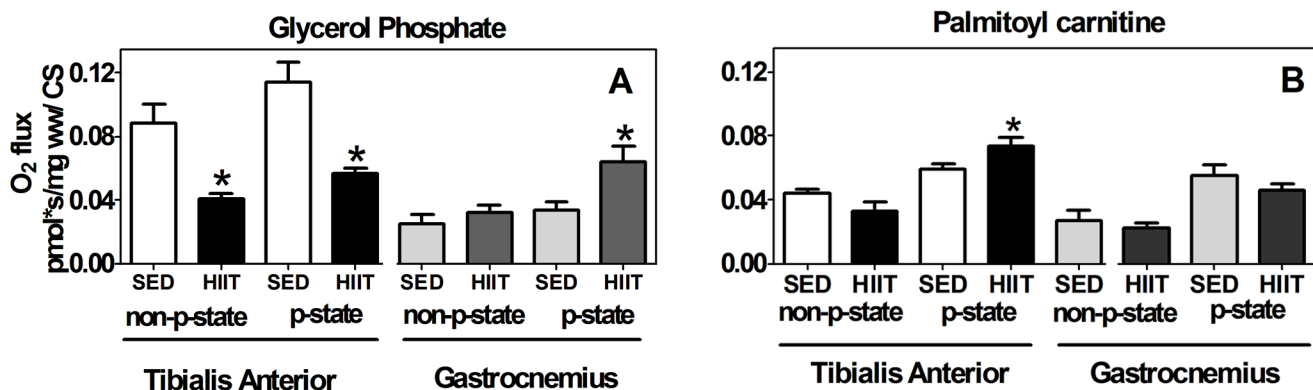 Glycerol Phosphate
A
O2 flux
pmol*s/mg ww/ CS
0.12
0.08
0.04
0.00
*
*
*
SED HIIT SED HIIT SED HIIT SED HIIT
non-p-state p-state non-p-state p-state
Tibialis Anterior Gastrocnemius
Palmitoyl carnitine
B
0.12
0.08
0.04
0.00
*
SED HIIT SED HIIT SED HIIT SED HIIT
non-p-state p-state non-p-state p-state
Tibialis Anterior Gastrocnemius